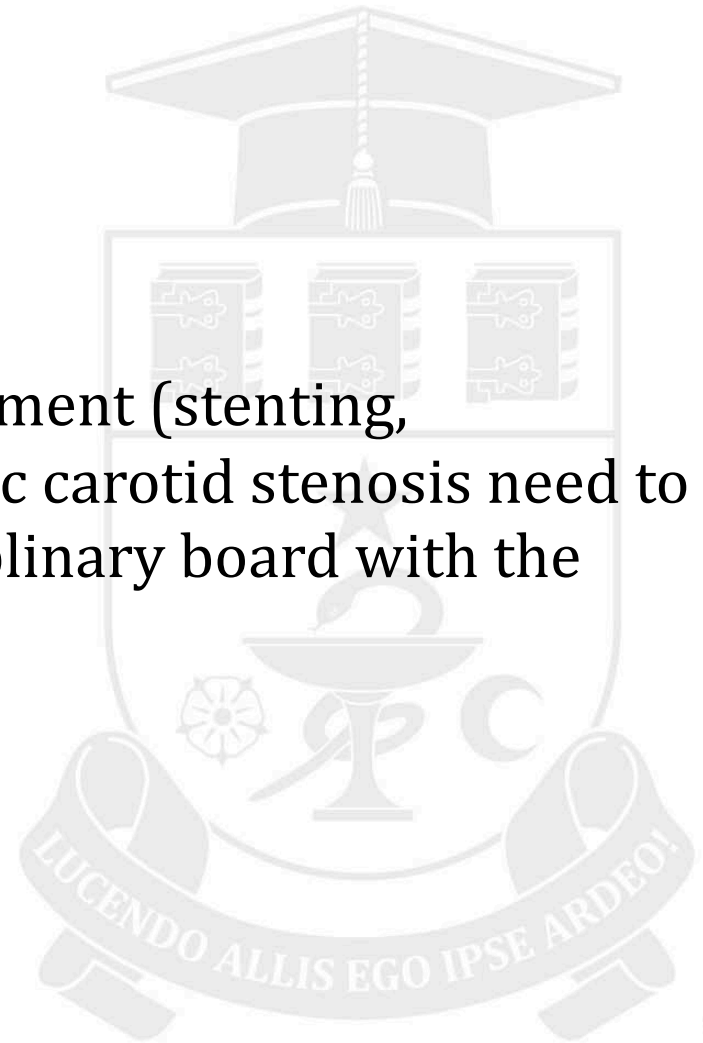 ment (stenting,
c carotid stenosis need to
plinary board with the
LUCENDO ALLIS EGO IPSE ARDEO!